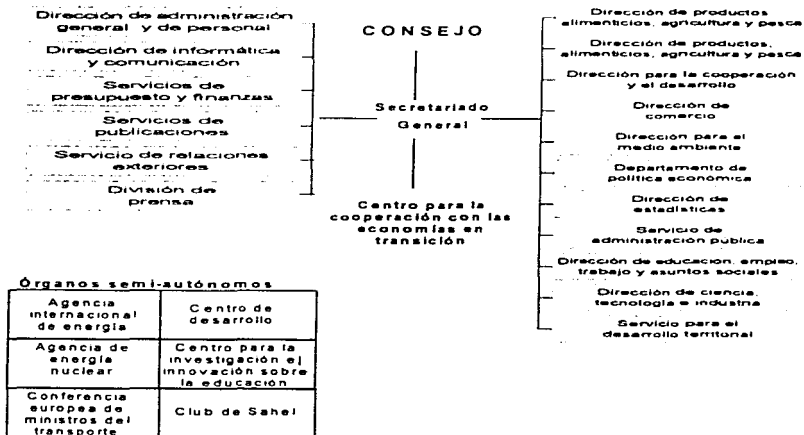 Dirección de administración
general y de personal
Dirección de informática
y comunicación
Servicios de
presupuesto y finanzas
Servicios de
publicaciones
Servicio de relaciones
exteriores
División de
prensa
CONSEJO
Secretariado
General
Centro para la
cooperación con las
economías en
transición
Dirección de productos
alimenticios, agricultura y pesca
Dirección de productos,
alimenticios, agricultura y pesca
Dirección para la cooperación
y el desarrollo
Dirección de
comercio
Dirección para el
medio ambiente
Departamento de
política económica
Dirección de
estadísticas
Servicio de
administración pública
Dirección de educación, empleo,
trabajo y asuntos sociales
Dirección de ciencia,
tecnología e industria
Servicio para el
desarrollo territorial
Órganos semi-autónomos
Agencia
internacional
de energía
Centro de
desarrollo
Agencia de
energía
nuclear
Centro para la
investigación e
innovación sobre
la educación
Conferencia
europea de
ministros del
transporte
Club de Sahel